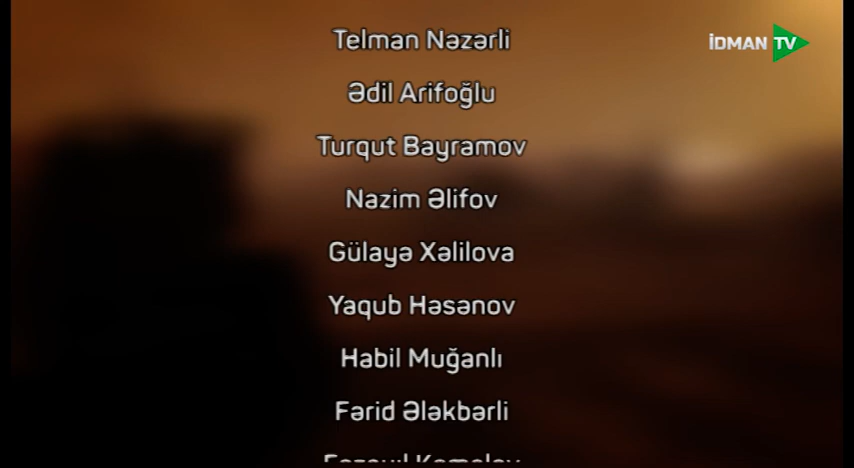 Telman Nəzərli
İDMAN TV
Ədil Arifoğlu
Turqut Bayramov
Nazim Əlifov
Gülayə Xəlilova
Yaqub Həsənov
Habil Muğanlı
Fərid Ələkbərli